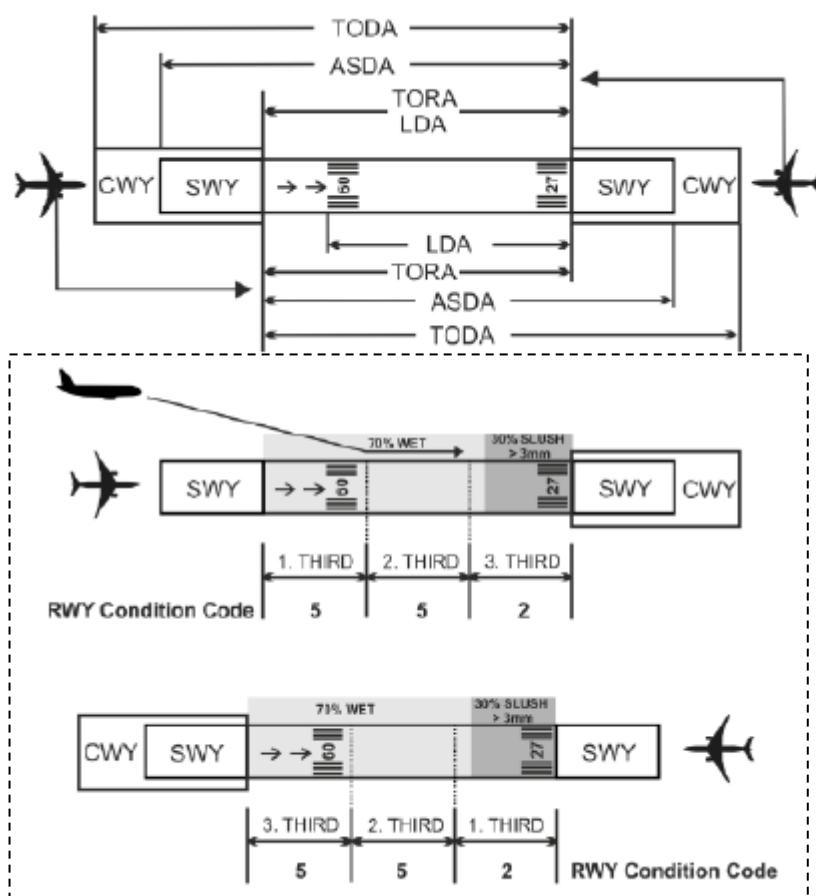 TODA
ASDA
TORA
LDA
CWY SWY 09 27 SWY CWY
LDA
TORA
ASDA
TODA
70% WET 30% SLUSH
> 3mm
SWY 09 27 SWY CWY
1. THIRD 2. THIRD 3. THIRD
RWY Condition Code 5 5 2
70% WET 30% SLUSH
> 3mm
CWY SWY 09 27 SWY
3. THIRD 2. THIRD 1. THIRD
5 5 2 RWY Condition Code